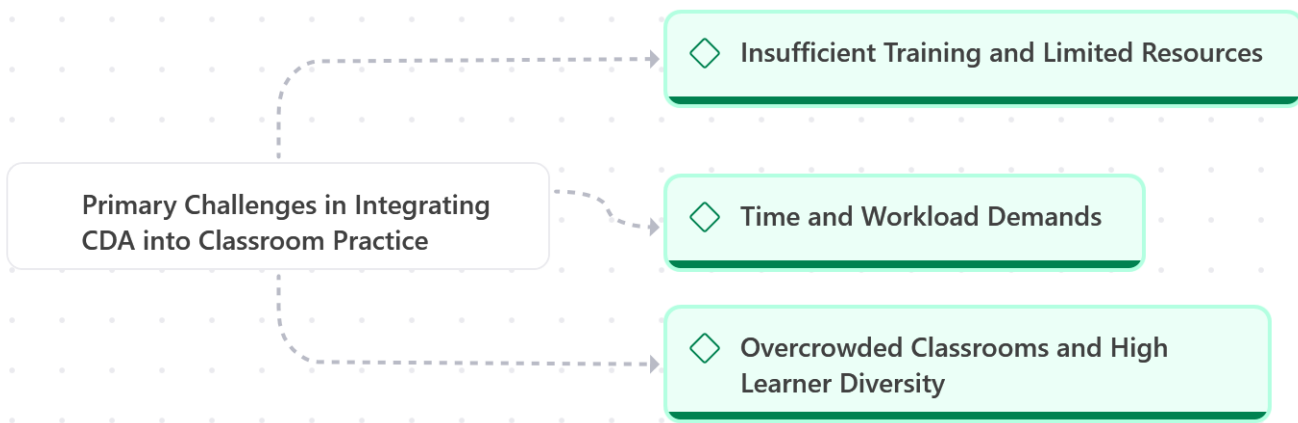 Insufficient Training and Limited Resources
Primary Challenges in Integrating
CDA into Classroom Practice
Time and Workload Demands
Overcrowded Classrooms and High
Learner Diversity